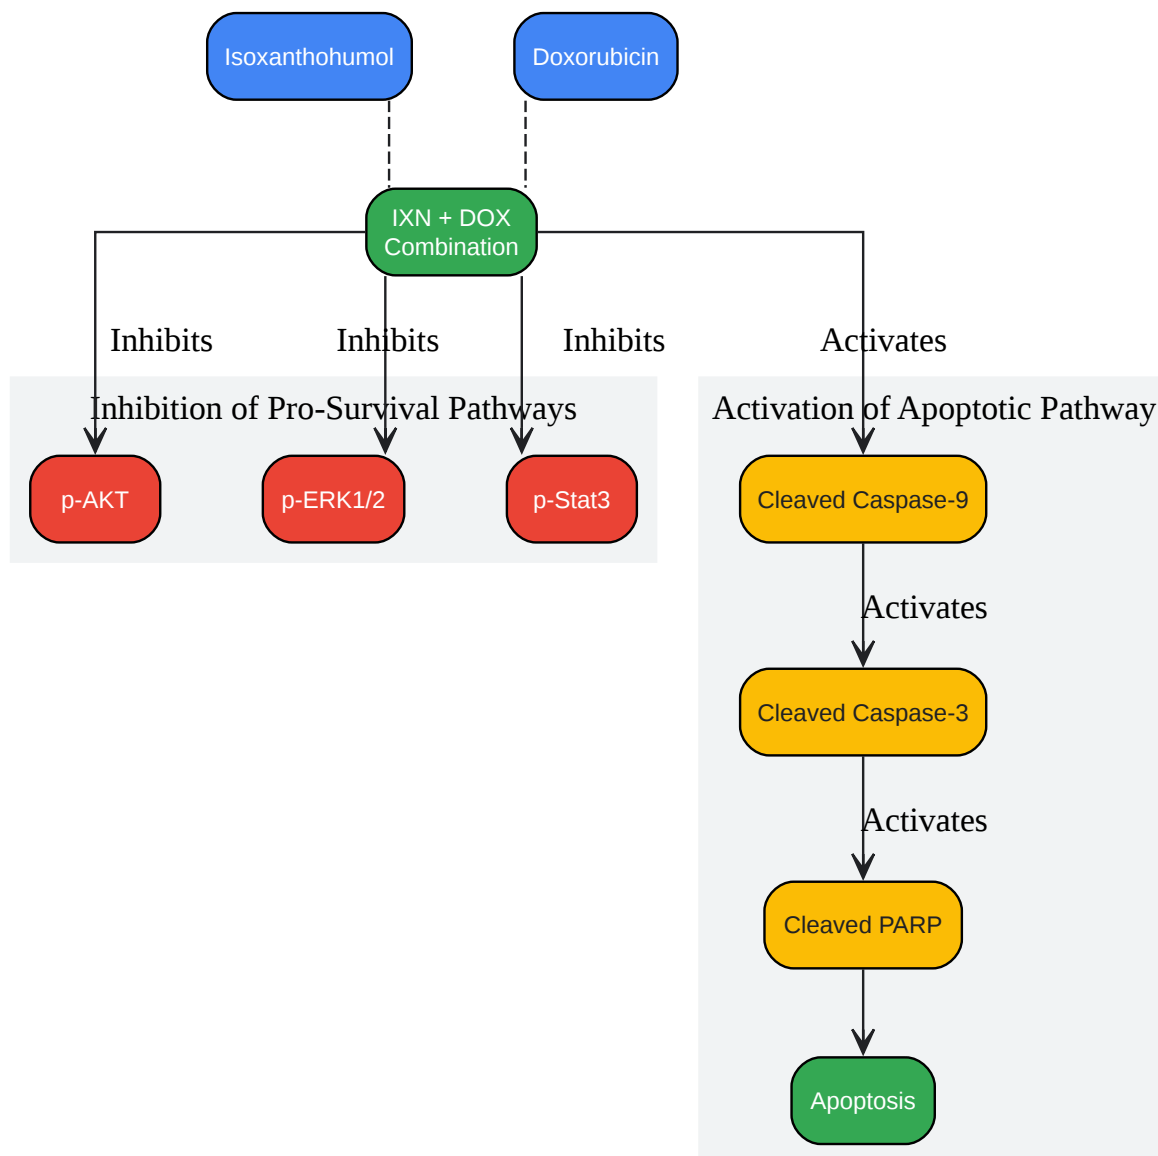 Isoxanthohumol
Doxorubicin
IXN + DOX
Combination
Inhibits
Inhibits
Inhibits
Activates
Inhibition of Pro-Survival Pathways
Activation of Apoptotic Pathway
p-AKT
p-ERK1/2
p-Stat3
Cleaved Caspase-9
Activates
Cleaved Caspase-3
Activates
Cleaved PARP
Apoptosis